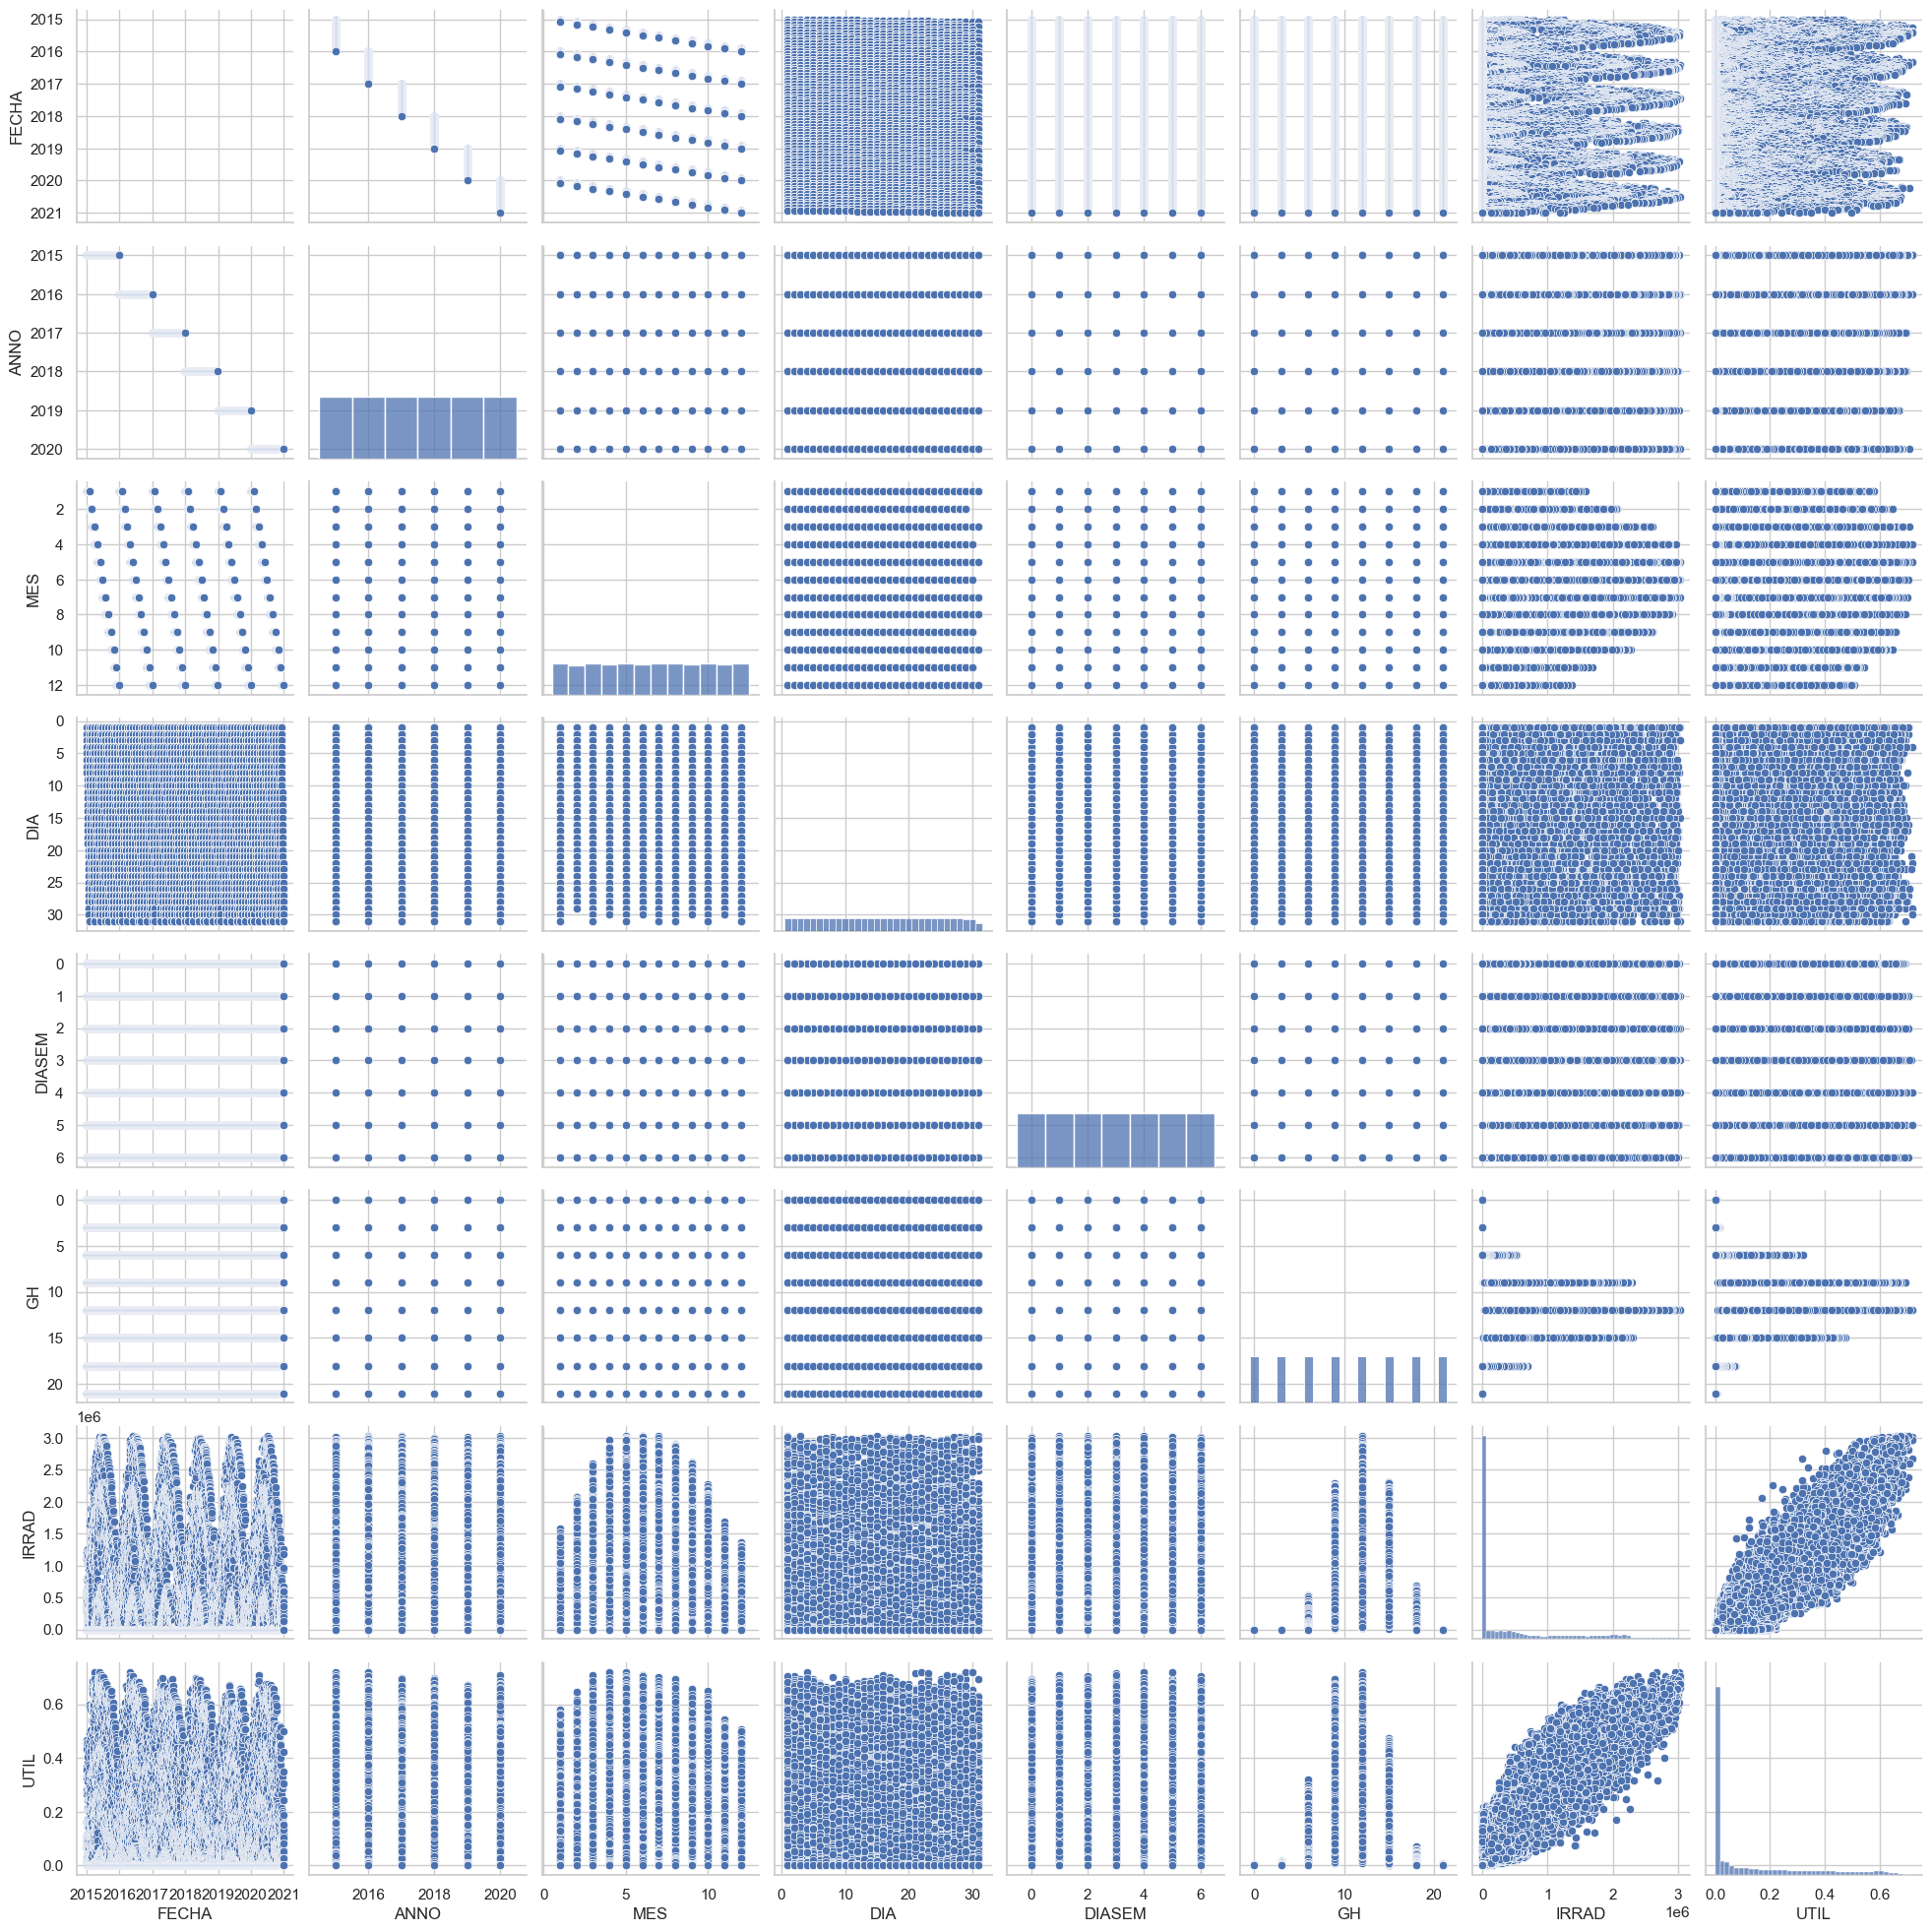 2015
2016
2017
2018
2019
2020
2021
FECHA
2015
2016
2017
2018
2019
2020
ANNO
2
4
6
8
10
12
MES
0
5
10
15
20
25
30
DIA
0
1
2
3
4
5
6
DIASEM
0
5
10
15
20
GH
1e6
3.0
2.5
2.0
1.5
1.0
0.5
0.0
IRRAD
0.6
0.4
0.2
0.0
UTIL
2015 2016 2017 2018 2019 2020 2021
FECHA
2016 2018 2020
ANNO
0 5 10
MES
0 10 20 30
DIA
0 2 4 6
DIASEM
0 10 20
GH
0 1 2 3
1e6
IRRAD
0.0 0.2 0.4 0.6
UTIL